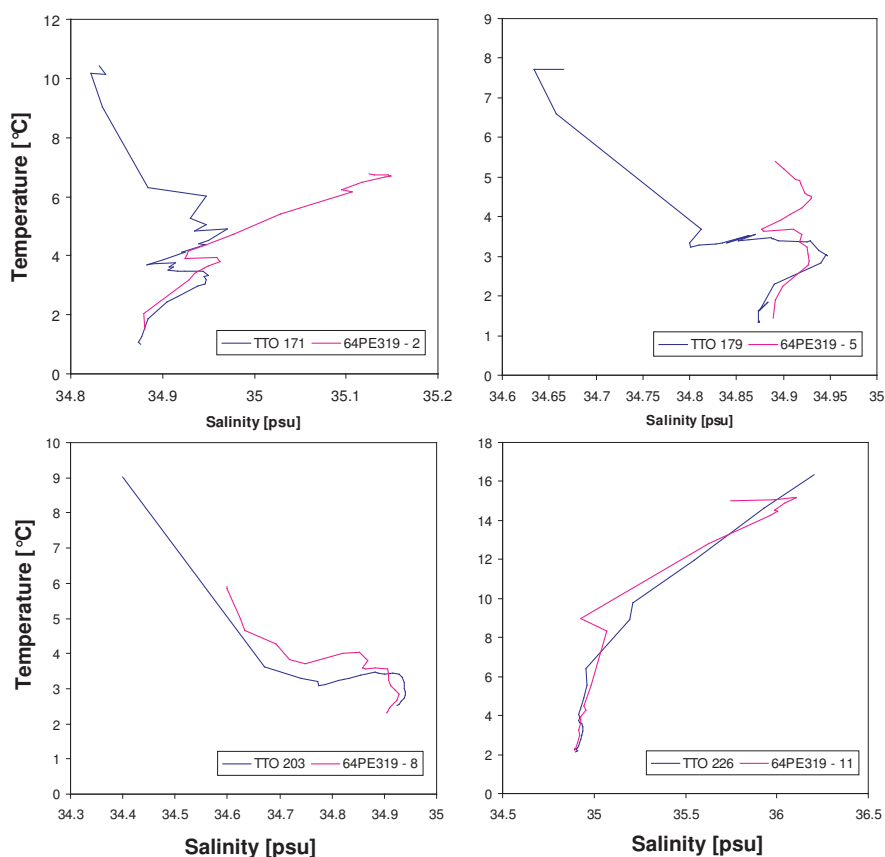 12
10
8
6
4
2
0
Temperature [°C]
TTO 171 64PE319 - 2
34.8 34.9 35 35.1 35.2
Salinity [psu]
9
8
7
6
5
4
3
2
1
0
TTO 179 64PE319 - 5
34.6 34.65 34.7 34.75 34.8 34.85 34.9 34.95 35
Salinity [psu]
10
9
8
7
6
5
4
3
2
1
0
Temperature [°C]
TTO 203 64PE319 - 8
34.3 34.4 34.5 34.6 34.7 34.8 34.9 35
Salinity [psu]
18
16
14
12
10
8
6
4
2
0
TTO 226 64PE319 - 11
34.5 35 35.5 36 36.5
Salinity [psu]